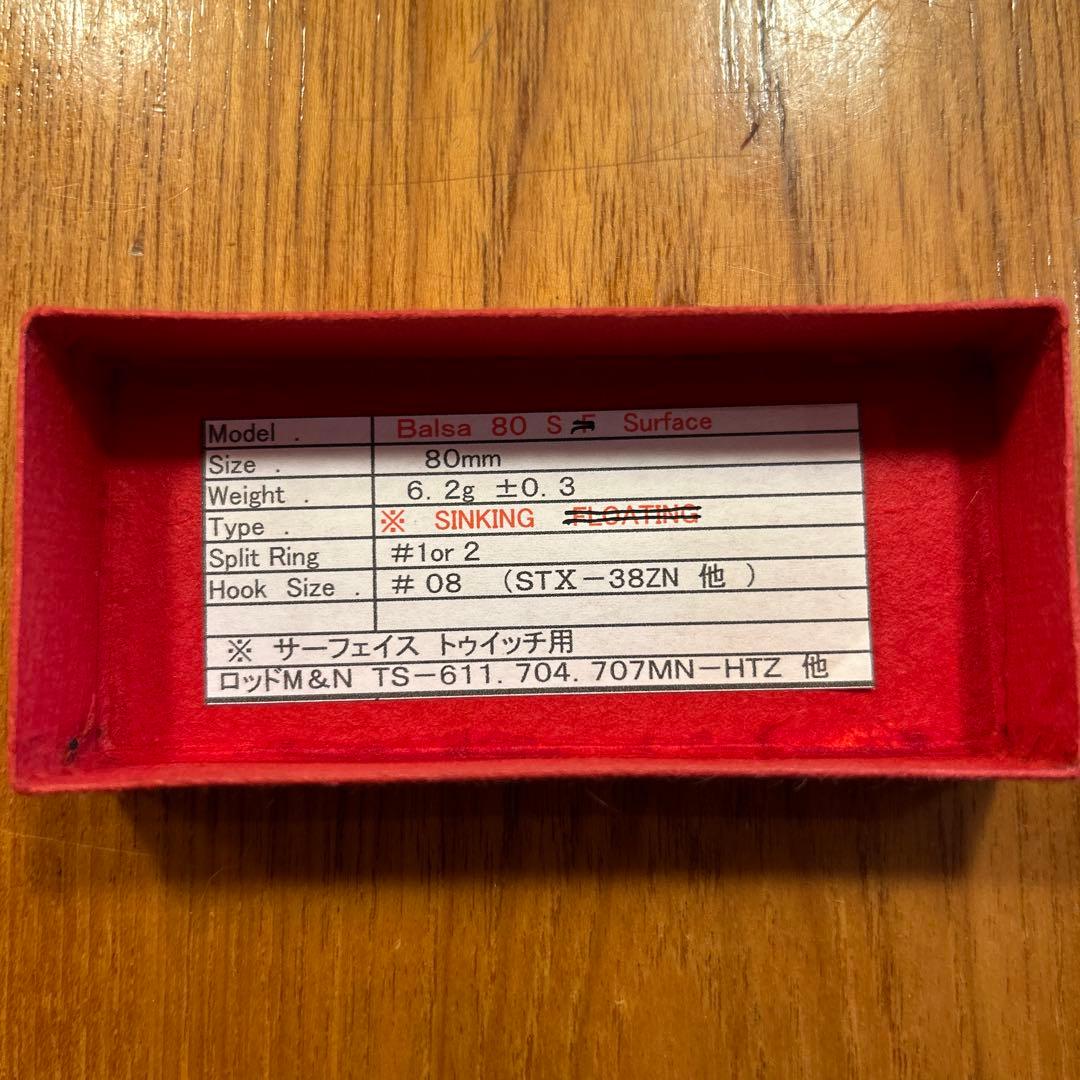 Model . Balsa 80 S F Surface
Size . 80mm
Weight . 6. 2g ±0. 3
Type . ※ SINKING FLOATING
Split Ring #1or 2
Hook Size . # 08 (STX-38ZN 他 )
※ サーフェイス トゥイッチ用
ロッドM&N TS-611. 704. 707MN-HTZ 他